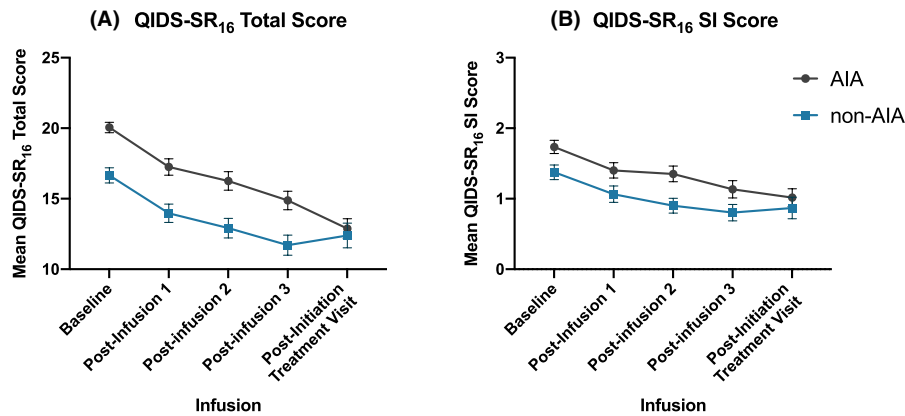 (A) QIDS-SR16 Total Score
Mean QIDS-SR16 Total Score
25
20
15
10
Baseline
Post-Infusion 1
Post-infusion 2
Post-infusion 3
Post-Initiation
Treatment Visit
Infusion
(B) QIDS-SR16 SI Score
Mean QIDS-SR16 SI Score
3
2
1
0
Baseline
Post-Infusion 1
Post-infusion 2
Post-infusion 3
Post-Initiation
Treatment Visit
Infusion
AIA
non-AIA